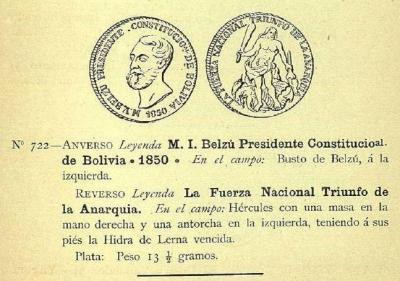 M. Y. BELZU PRESIDENTE CONSTITUCIOal. DE BOLIVIA
1850
LA FUERZA NACIONAL TRIUNFO DE LA ANARQUIA
Nº 722—ANVERSO Leyenda M. I. Belzú Presidente Constitucioal.
de Bolivia • 1850 • En el campo: Busto de Belzú, á la
izquierda.
REVERSO Leyenda La Fuerza Nacional Triunfo de
la Anarquia. En el campo: Hércules con una masa en la
mano derecha y una antorcha en la izquierda, teniendo á sus
piés la Hidra de Lerna vencida.
Plata: Peso 13 ½ gramos.